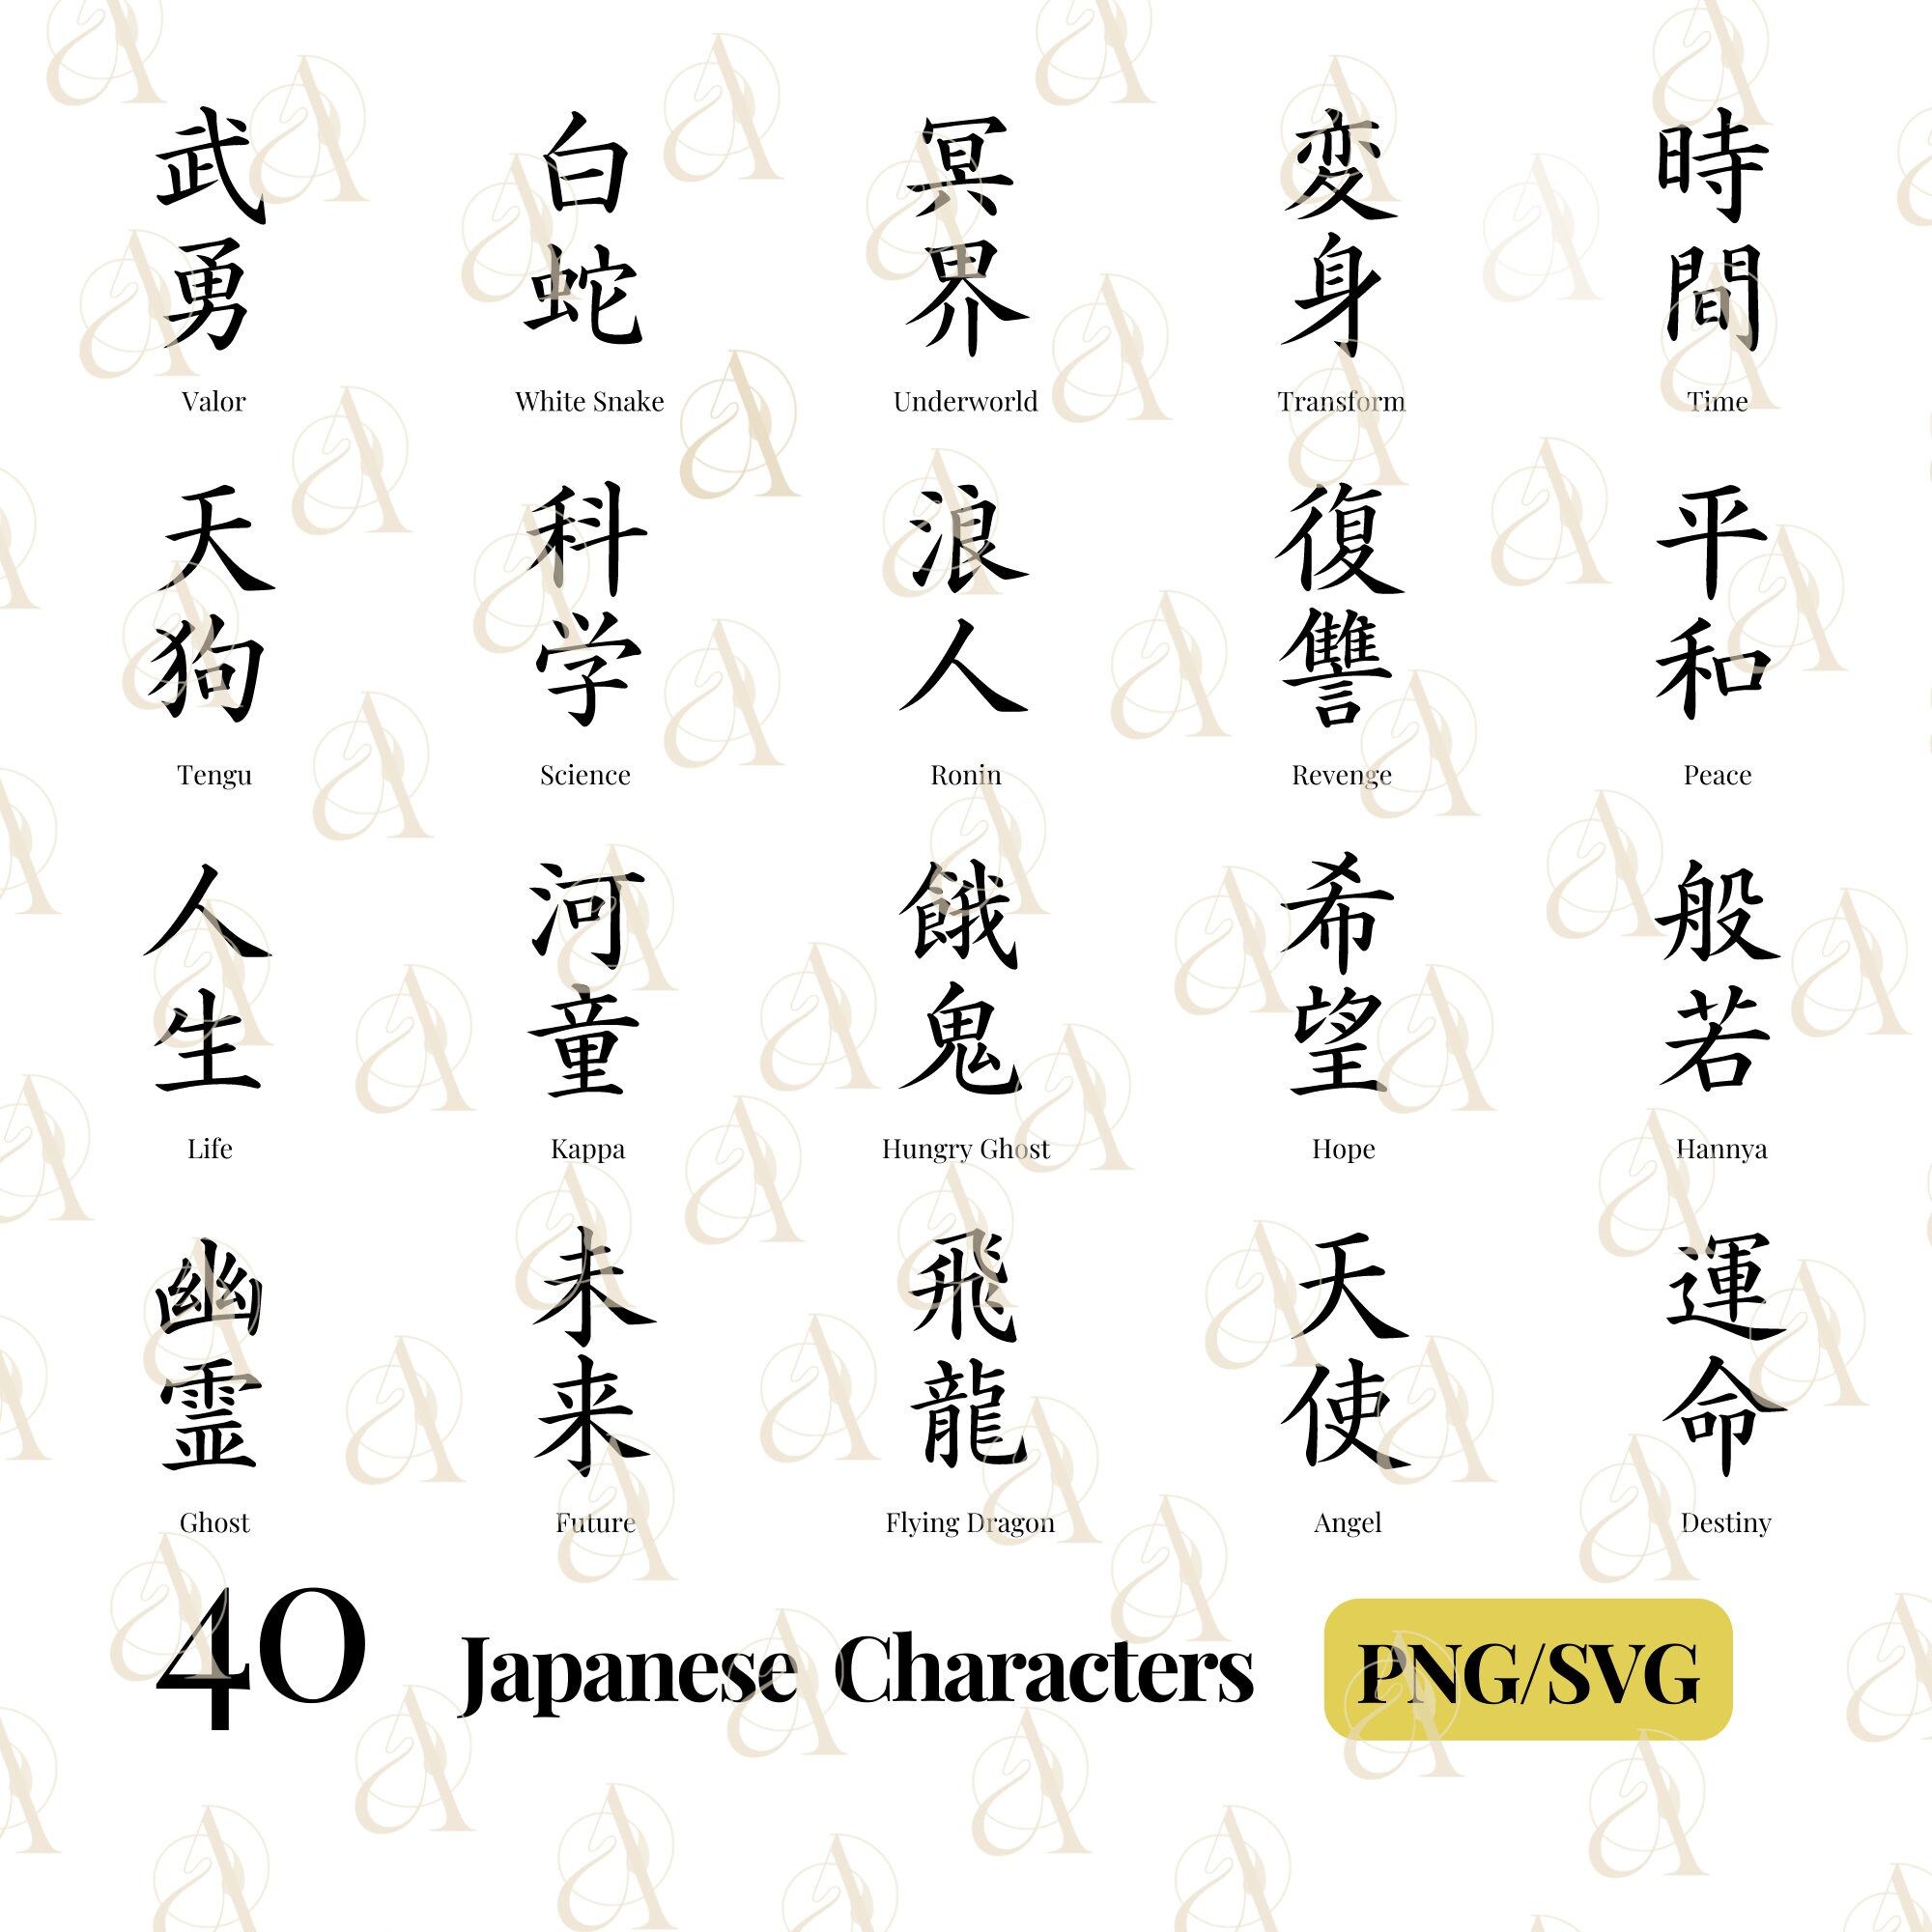 武勇 白蛇 冥界 変身 時間
Valor White Snake Underworld Transform Time
天狗 科学 浪人 復讐 平和
Tengu Science Ronin Revenge Peace
人生 河童 餓鬼 希望 般若
Life Kappa Hungry Ghost Hope Hannya
幽霊 未来 飛龍 天使 運命
Ghost Future Flying Dragon Angel Destiny
40 Japanese Characters PNG/SVG